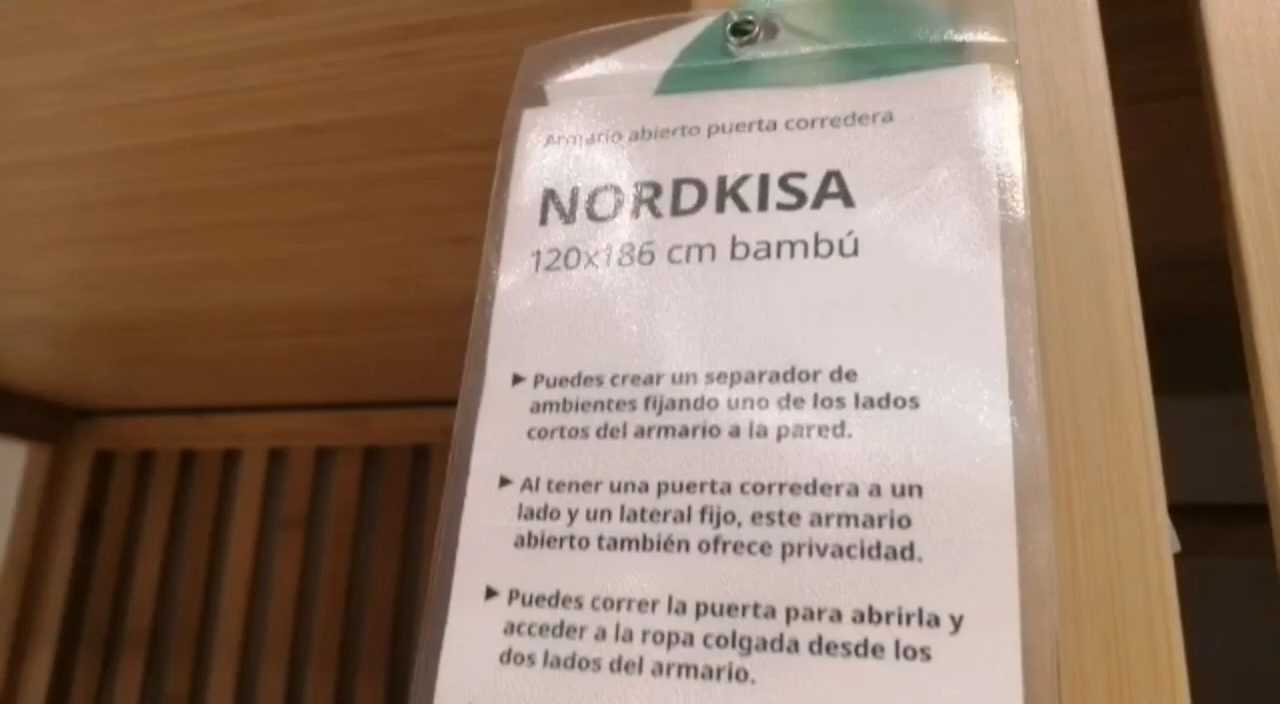 Armario abierto puerta corredera
NORDKISA
120x186 cm bambú
▶ Puedes crear un separador de
ambientes fijando uno de los lados
cortos del armario a la pared.
▶ Al tener una puerta corredera a un
lado y un lateral fijo, este armario
abierto también ofrece privacidad.
▶ Puedes correr la puerta para abrirla y
acceder a la ropa colgada desde los
dos lados del armario.